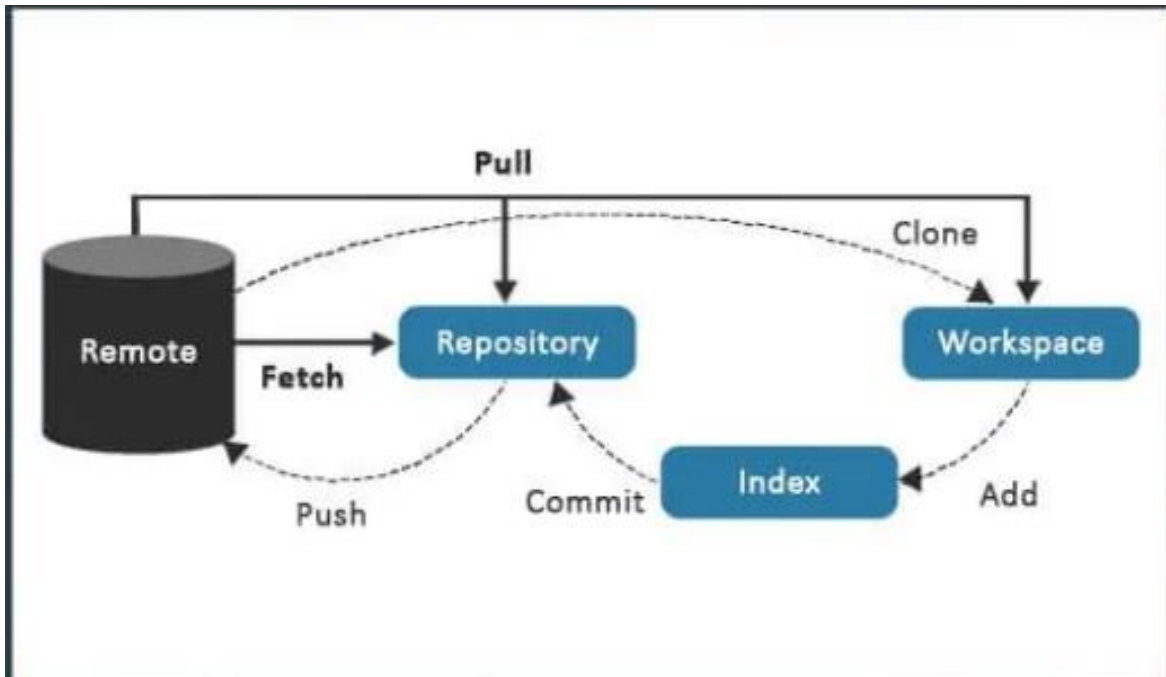 Pull
Clone
Remote
Repository
Workspace
Fetch
Index
Push
Commit
Add